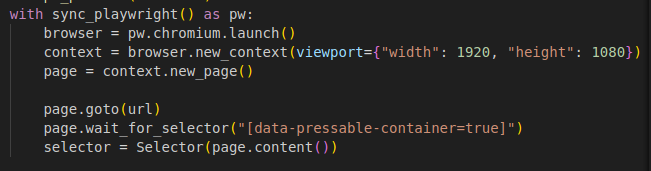 with sync_playwright() as pw:
    browser = pw.chromium.launch()
    context = browser.new_context(viewport={"width": 1920, "height": 1080})
    page = context.new_page()

    page.goto(url)
    page.wait_for_selector("[data-pressable-container=true]")
    selector = Selector(page.content())